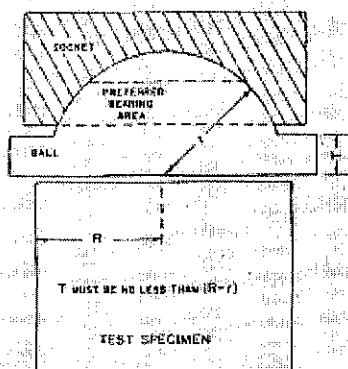 SOCKET
PREFERRED
BEARING
AREA
BALL
r
T
R
T MUST BE NO LESS THAN (R-r)
TEST SPECIMEN